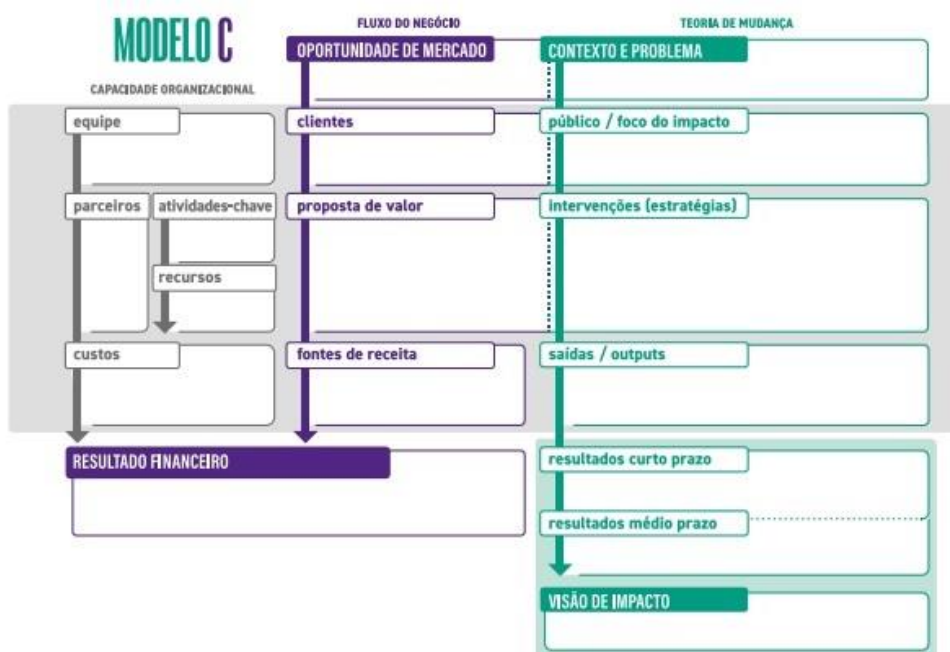 MODELO C
CAPACIDADE ORGANIZACIONAL
equipe
parceiros
atividades-chave
recursos
custos
FLUXO DO NEGÓCIO
OPORTUNIDADE DE MERCADO
clientes
proposta de valor
fontes de receita
RESULTADO FINANCEIRO
TEORIA DE MUDANÇA
CONTEXTO E PROBLEMA
público / foco do impacto
intervenções (estratégias)
saídas / outputs
resultados curto prazo
resultados médio prazo
VISÃO DE IMPACTO